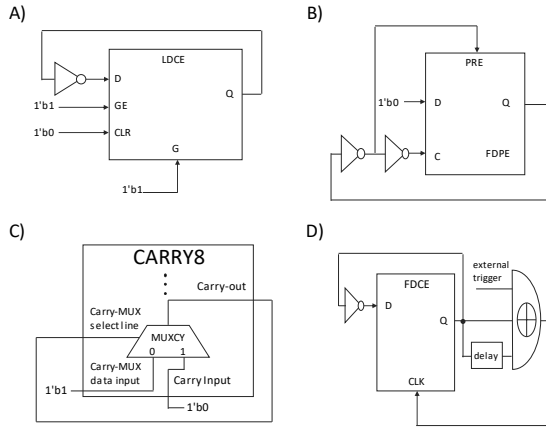 A)
LDCE
D
Q
1'b1
GE
1'b0
CLR
G
1'b1
B)
PRE
1'b0
D
Q
C
FDPE
C)
CARRY8
Carry-out
Carry-MUX
select line
MUXCY
0 1
Carry-MUX
data input
Carry Input
1'b1
1'b0
D)
external
trigger
FDCE
D
Q
delay
CLK